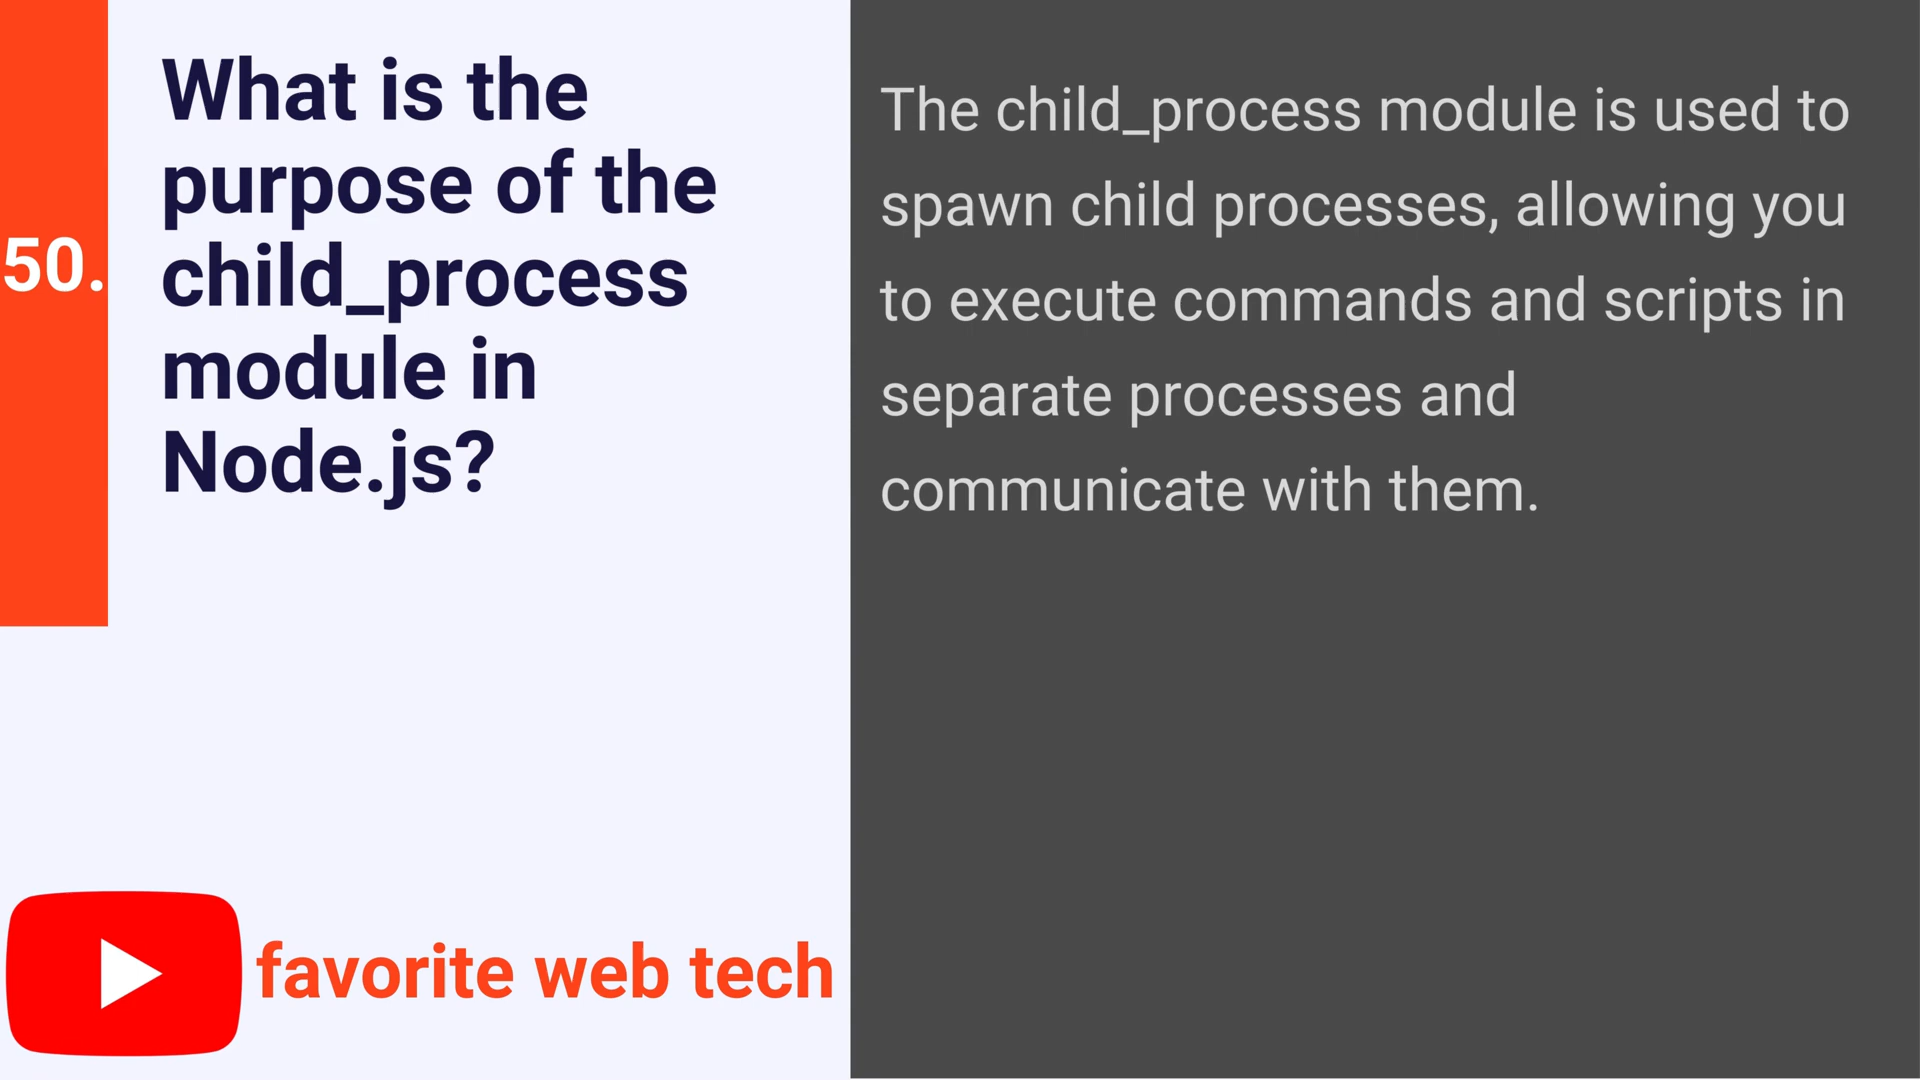 50.
What is the
purpose of the
child_process
module in
Node.js?
The child_process module is used to
spawn child processes, allowing you
to execute commands and scripts in
separate processes and
communicate with them.
favorite web tech